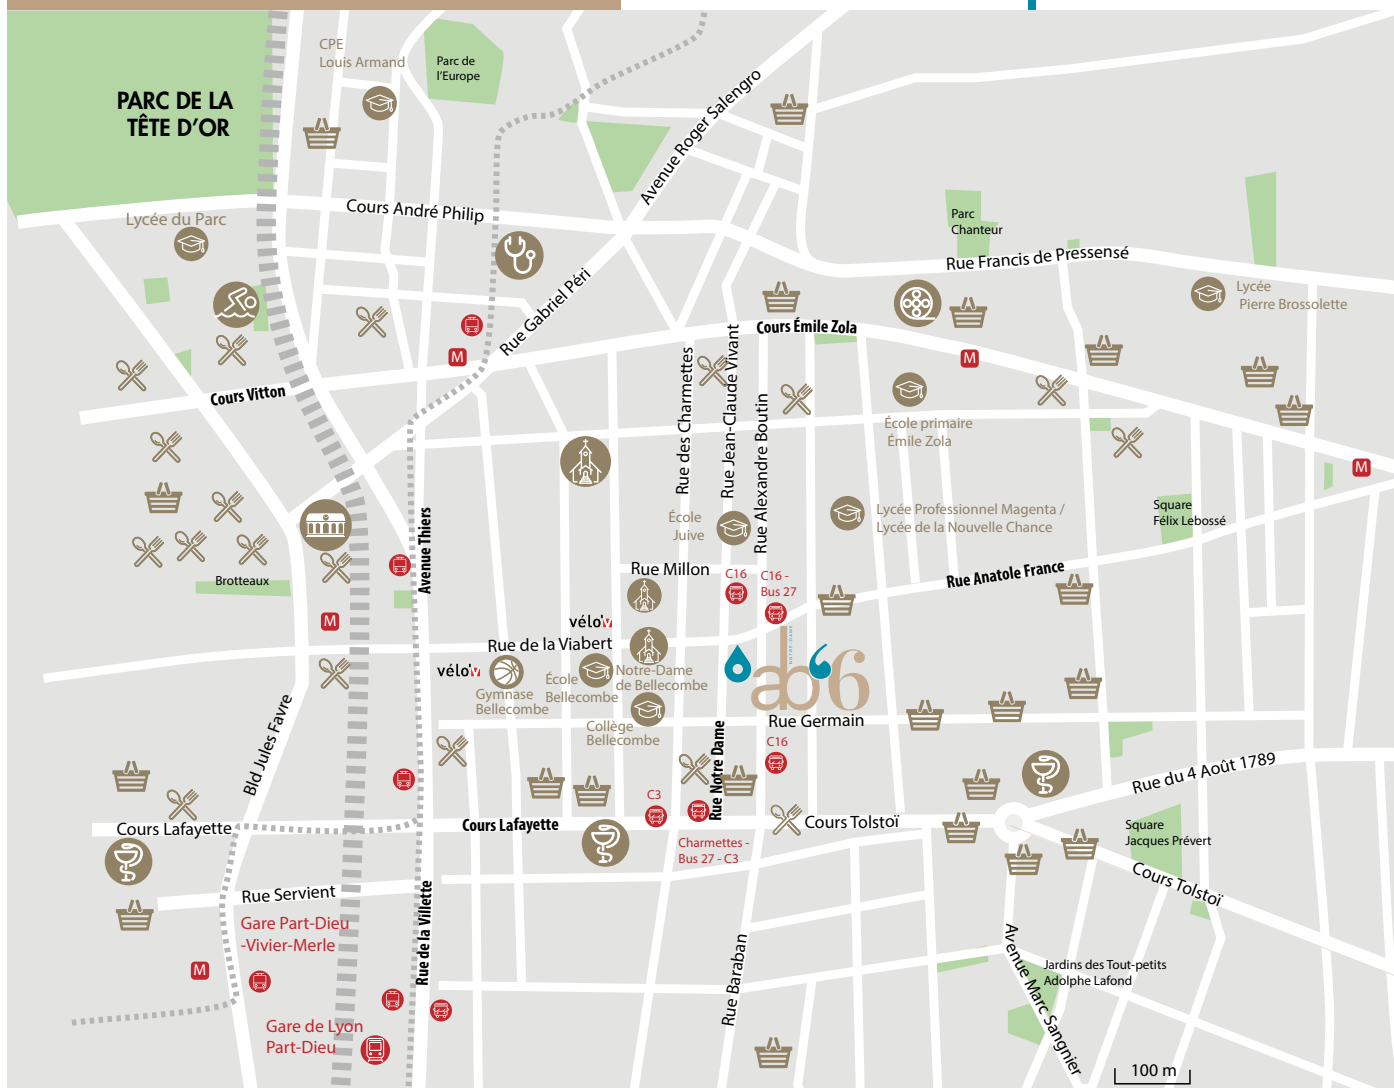 CPE
Louis Armand
Parc de
l'Europe
PARC DE LA
TÊTE D'OR
Avenue Roger Salengro
Cours André Philip
Lycée du Parc
Parc
Chanteur
Rue Francis de Pressensé
Lycée
Pierre Brossolette
Rue Gabriel Péri
Cours Émile Zola
M
M
Cours Vitton
Rue des Charmettes
Rue Jean-Claude Vivant
Rue Alexandre Boutin
École primaire
Émile Zola
M
Avenue Thiers
École
Juive
Lycée Professionnel Magenta /
Lycée de la Nouvelle Chance
Square
Félix Lebossé
Brotteaux
Rue Millon
C16
C16 -
Bus 27
Rue Anatole France
M
vélo'v
Rue de la Viabert
vélo'v
Gymnase
Bellecombe
École
Bellecombe
Notre-Dame
de Bellecombe
NOTRE-DAME
ab'6
Collège
Bellecombe
Rue Germain
Bld Jules Favre
C16
Rue Notre Dame
Rue du 4 Août 1789
C3
Cours Lafayette
Cours Lafayette
Cours Tolstoï
Charmettes -
Bus 27 - C3
Square
Jacques Prévert
Cours Tolstoï
Rue Servient
Rue de la Villette
Gare Part-Dieu
-Vivier-Merle
M
Rue Baraban
Avenue Marc Sangnier
Jardins des Tout-petits
Adolphe Lafond
Gare de Lyon
Part-Dieu
100 m